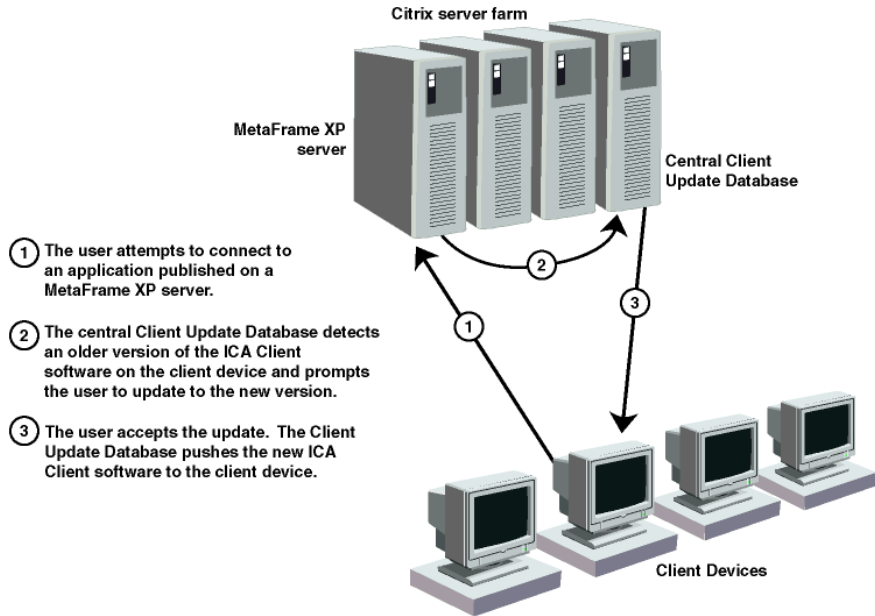 Citrix server farm
MetaFrame XP
server
Central Client
Update Database
1 The user attempts to connect to
an application published on a
MetaFrame XP server.
2 The central Client Update Database detects
an older version of the ICA Client
software on the client device and prompts
the user to update to the new version.
3 The user accepts the update.  The Client
Update Database pushes the new ICA
Client software to the client device.
2
3
1
Client Devices